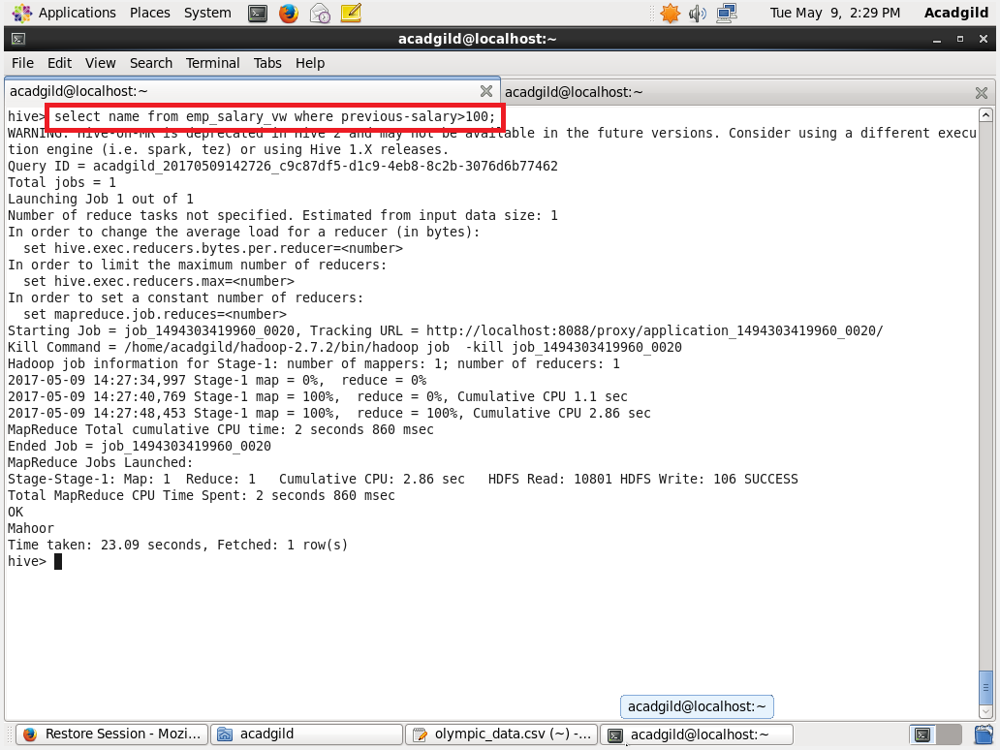 Applications Places System
Tue May 9, 2:29 PM Acadgild
acadgild@localhost:~
File Edit View Search Terminal Tabs Help
acadgild@localhost:~
acadgild@localhost:~
hive> select name from emp_salary_vw where previous-salary>100;
WARNING: Hive-on-MR is deprecated in Hive 2 and may not be available in the future versions. Consider using a different execu
tion engine (i.e. spark, tez) or using Hive 1.X releases.
Query ID = acadgild_20170509142726_c9c87df5-d1c9-4eb8-8c2b-3076d6b77462
Total jobs = 1
Launching Job 1 out of 1
Number of reduce tasks not specified. Estimated from input data size: 1
In order to change the average load for a reducer (in bytes):
  set hive.exec.reducers.bytes.per.reducer=<number>
In order to limit the maximum number of reducers:
  set hive.exec.reducers.max=<number>
In order to set a constant number of reducers:
  set mapreduce.job.reduces=<number>
Starting Job = job_1494303419960_0020, Tracking URL = http://localhost:8088/proxy/application_1494303419960_0020/
Kill Command = /home/acadgild/hadoop-2.7.2/bin/hadoop job  -kill job_1494303419960_0020
Hadoop job information for Stage-1: number of mappers: 1; number of reducers: 1
2017-05-09 14:27:34,997 Stage-1 map = 0%,  reduce = 0%
2017-05-09 14:27:40,769 Stage-1 map = 100%,  reduce = 0%, Cumulative CPU 1.1 sec
2017-05-09 14:27:48,453 Stage-1 map = 100%,  reduce = 100%, Cumulative CPU 2.86 sec
MapReduce Total cumulative CPU time: 2 seconds 860 msec
Ended Job = job_1494303419960_0020
MapReduce Jobs Launched:
Stage-Stage-1: Map: 1  Reduce: 1   Cumulative CPU: 2.86 sec   HDFS Read: 10801 HDFS Write: 106 SUCCESS
Total MapReduce CPU Time Spent: 2 seconds 860 msec
OK
Mahoor
Time taken: 23.09 seconds, Fetched: 1 row(s)
hive>
acadgild@localhost:~
Restore Session - Mozi... acadgild olympic_data.csv (~) -... acadgild@localhost:~